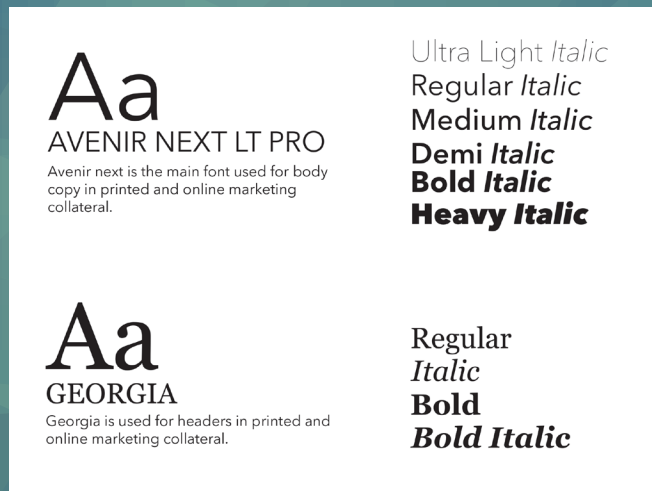 Aa
AVENIR NEXT LT PRO
Avenir next is the main font used for body
copy in printed and online marketing
collateral.
Ultra Light Italic
Regular Italic
Medium Italic
Demi Italic
Bold Italic
Heavy Italic
Aa
GEORGIA
Georgia is used for headers in printed and
online marketing collateral.
Regular
Italic
Bold
Bold Italic